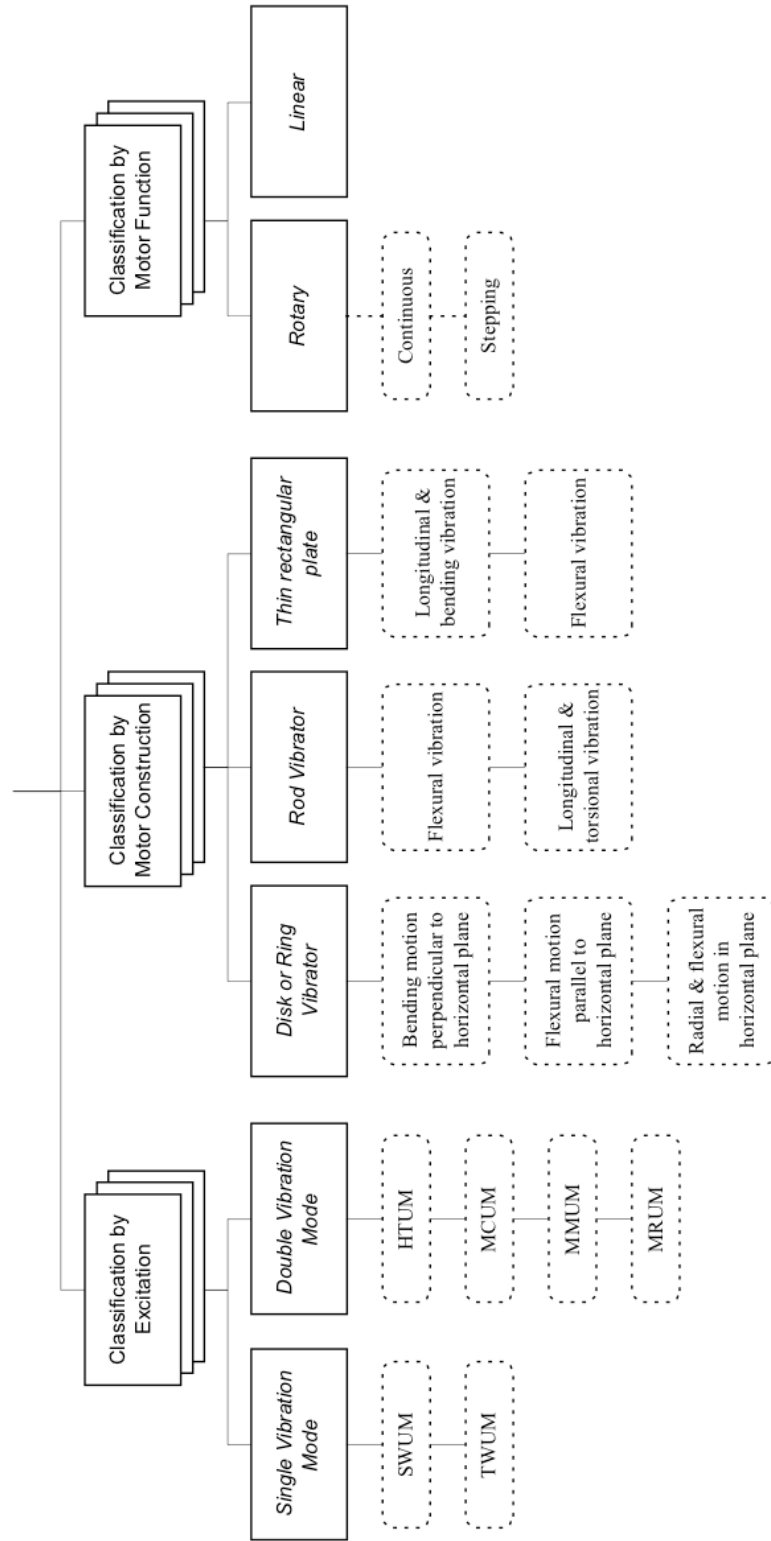 Classification by
Excitation
Single Vibration
Mode
SWUM
TWUM
Double Vibration
Mode
HTUM
MCUM
MMUM
MRUM
Classification by
Motor Construction
Disk or Ring
Vibrator
Bending motion
perpendicular to
horizontal plane
Flexural motion
parallel to
horizontal plane
Radial & flexural
motion in
horizontal plane
Rod Vibrator
Flexural vibration
Longitudinal &
torsional vibration
Thin rectangular
plate
Longitudinal &
bending vibration
Flexural vibration
Classification by
Motor Function
Rotary
Continuous
Stepping
Linear